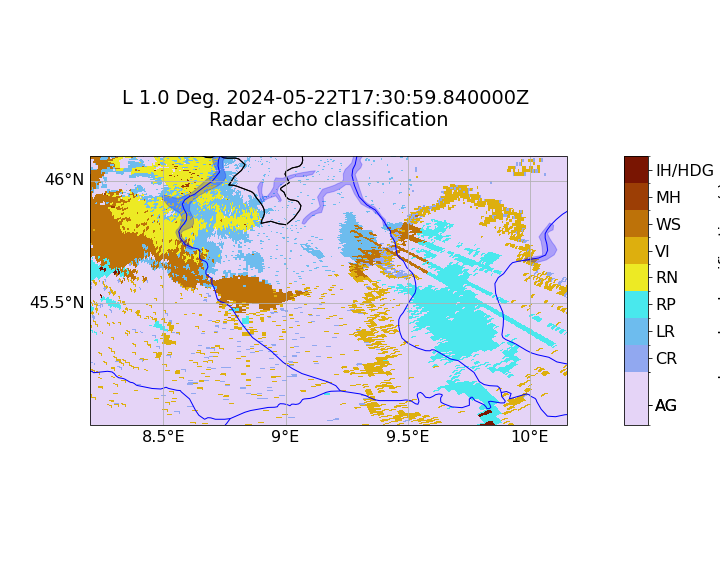 L 1.0 Deg. 2024-05-22T17:30:59.840000Z
Radar echo classification
46°N
45.5°N
8.5°E
9°E
9.5°E
10°E
IH/HDG
MH
WS
VI
RN
RP
LR
CR
AG